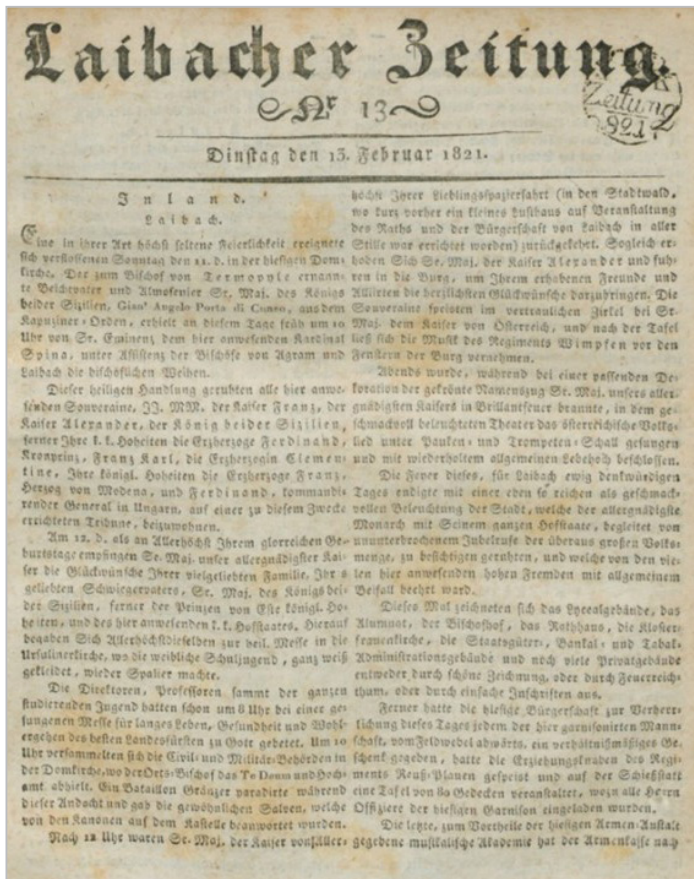 Laibacher Zeitung.
Nr 13
Zeitung
821
Dinstag den 13. Februar 1821.
Inland.
Laibach.
Eine in ihrer Art höchst seltene Feierlichkeit ereignete
sich verflossenen Sonntag den 11. d. in der hiesigen Dom-
kirche. Der zum Bischof von Termopyle ernann-
te Beichtvater und Almosenier Sr. Maj. des Königs
beider Sizilien, Gioa' Angelo Porta di Cuneo, aus dem
Kapuziner-Orden, erhielt an diesem Tage früh um 10
Uhr von Sr. Eminenz dem hier anwesenden Kardinal
Spina, unter Assistenz der Bischöfe von Agram und
Laibach die bischöflichen Weihen.
Dieser heiligen Handlung geruhten alle hier anwe-
senden Souveraine, JJ. MM. der Kaiser Franz, der
Kaiser Alexander, der König beider Sizilien,
ferner Ihre k. k. Hoheiten die Erzherzoge Ferdinand,
Kronprinz, Franz Karl, die Erzherzogin Clemen-
tine, Ihre königl. Hoheiten die Erzherzoge Franz,
Herzog von Modena, und Ferdinand, kommandi-
render General in Ungarn, auf einer zu diesem Zwecke
errichteten Tribune, beizuwohnen.
Am 12. d. als an Allerhöchst Ihrem glorreichen Ge-
burtstage empfingen Se. Maj. unser allergnädigster Kai-
ser die Glückwünsche Ihrer vielgeliebten Familie, Ihr s
geliebten Schwiegervaters, Sr. Maj. des Königs bei-
der Sizilien, ferner der Prinzen von Este königl. Ho-
heiten, und des hier anwesenden k. k. Hofstaates. Hierauf
begaben Sich Allerhöchstdieselben zur heil. Messe in die
Ursulinerkirche, wo die weibliche Schuljugend, ganz weiß
gekleidet, wieder Spalier machte.
Die Direktoren, Professoren sammt der ganzen
studierenden Jugend hatten schon um 8 Uhr bei einer ge-
sungenen Messe für langes Leben, Gesundheit und Wohl-
ergehen des besten Landesfürsten zu Gott gebetet. Um 10
Uhr versammelten sich die Civil- und Militär-Behörden in
der Domkirche, wo der Orts-Bischof das Te Deum und Hoch-
amt abhielt. Ein Bataillon Gränzer paradirte während
dieser Andacht und gab die gewöhnlichen Salven, welche
von den Kanonen auf dem Kastelle beantwortet wurden.
Nach 12 Uhr waren Se. Maj. der Kaiser von Aller-
höchst Ihrer Lieblingsspazierfahrt (in den Stadtwald,
wo kurz vorher ein kleines Lusthaus auf Veranstaltung
des Raths und der Bürgerschaft von Laibach in aller
Stille war errichtet worden) zurückgekehrt. Sogleich er-
hoben Sich Se. Maj. der Kaiser Alexander und fuh-
ren in die Burg, um Ihrem erhabenen Freunde und
Alliirten die herzlichsten Glückwünsche darzubringen. Die
Souveraine speisten im vertraulichen Zirkel bei Sr.
Maj. dem Kaiser von Österreich, und nach der Tafel
ließ sich die Musik des Regiments Wimpfen vor den
Fenstern der Burg vernehmen.
Abends wurde, während bei einer passenden De-
koration der gekrönte Namenszug Sr. Maj. unsers aller-
gnädigsten Kaisers in Brillantfeuer brannte, in dem ge-
schmackvoll beleuchteten Theater das österreichische Volks-
lied unter Pauken- und Trompeten-Schall gesungen
und mit wiederholtem allgemeinen Lebehoch beschlossen.
Die Feyer dieses, für Laibach ewig denkwürdigen
Tages endigte mit einer eben so reichen als geschmack-
vollen Beleuchtung der Stadt, welche der allergnädigste
Monarch mit Seinem ganzen Hofstaate, begleitet von
ununterbrochenem Jubelrufe der überaus großen Volks-
menge, zu besichtigen geruhten, und welche von den vie-
len hier anwesenden hohen Fremden mit allgemeinem
Beifall beehrt ward.
Dieses Mal zeichneten sich das Lycealgebäude, das
Alumnat, der Bischofhof, das Rathhaus, die Kloster-
frauenkirche, die Staatsgüter-, Bankal- und Tabak-
Administrationsgebäude und noch viele Privatgebäude
entweder durch schöne Zeichnung, oder durch Feuerreich-
thum, oder durch einfache Inschriften aus.
Ferner hatte die hiesige Bürgerschaft zur Verherr-
lichung dieses Tages jedem der hier garnisonirten Mann-
schaft, vom Feldwebel abwärts, ein verhältnißmäßiges Ge-
schenk gegeben, hatte die Erziehungsknaben des Regi-
ments Reuß-Plauen gespeist und auf der Schießstatt
eine Tafel von 80 Gedecken veranstaltet, wozu alle Herrn
Offiziere der hiesigen Garnison eingeladen wurden.
Die letzte, zum Vortheile der hiesigen Armen-Anstalt
gegebene musikalische Akademie hat der Armenkasse nach